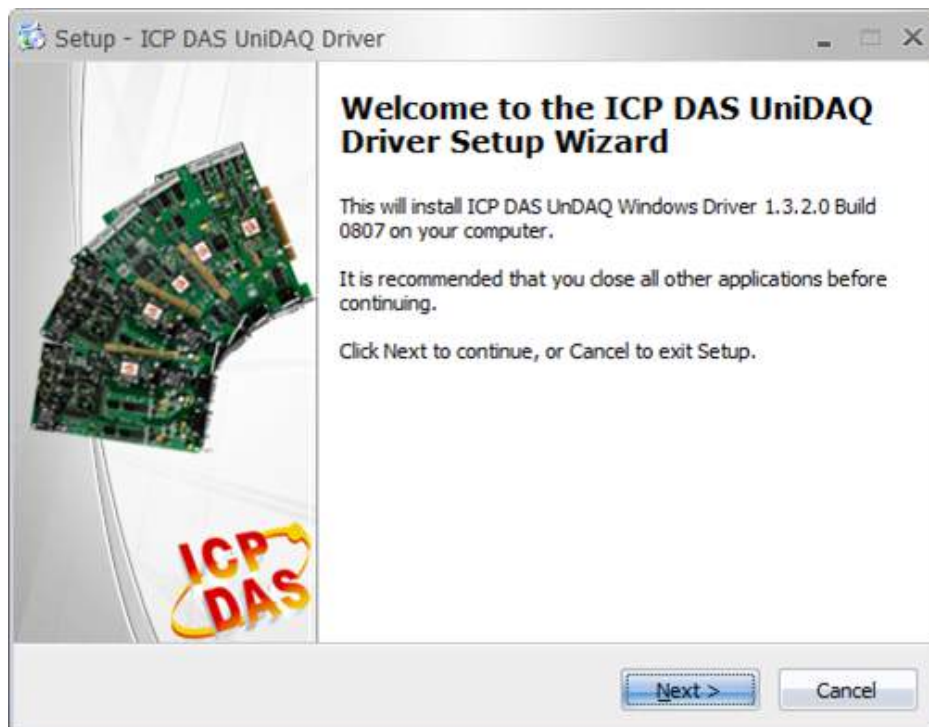 Setup - ICP DAS UniDAQ Driver
Welcome to the ICP DAS UniDAQ
Driver Setup Wizard
This will install ICP DAS UnDAQ Windows Driver 1.3.2.0 Build
0807 on your computer.
It is recommended that you close all other applications before
continuing.
Click Next to continue, or Cancel to exit Setup.
ICP
DAS
Next >
Cancel